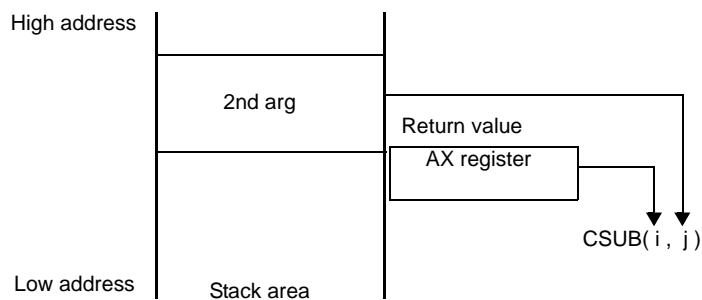 High address
2nd arg
Return value
AX register
CSUB( i , j )
Low address
Stack area